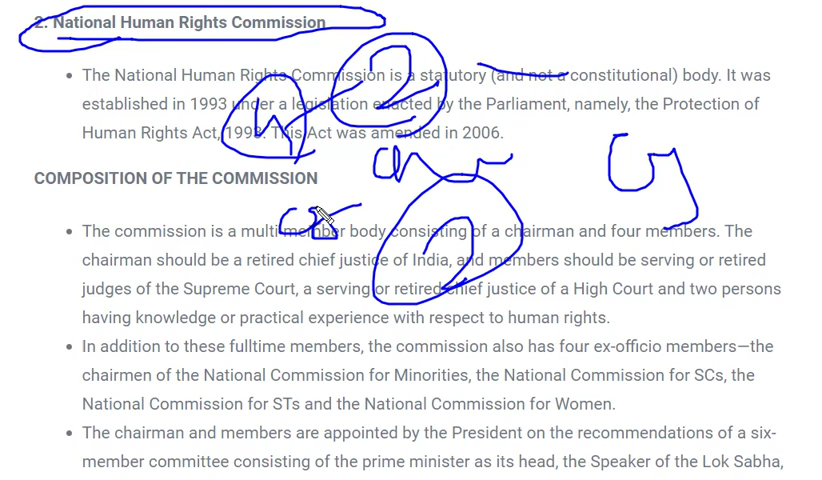 2. National Human Rights Commission
• The National Human Rights Commission is a statutory (and not a constitutional) body. It was
established in 1993 under a legislation enacted by the Parliament, namely, the Protection of
Human Rights Act, 1993. This Act was amended in 2006.
COMPOSITION OF THE COMMISSION
• The commission is a multi-member body consisting of a chairman and four members. The
chairman should be a retired chief justice of India, and members should be serving or retired
judges of the Supreme Court, a serving or retired chief justice of a High Court and two persons
having knowledge or practical experience with respect to human rights.
• In addition to these fulltime members, the commission also has four ex-officio members—the
chairmen of the National Commission for Minorities, the National Commission for SCs, the
National Commission for STs and the National Commission for Women.
• The chairman and members are appointed by the President on the recommendations of a six-
member committee consisting of the prime minister as its head, the Speaker of the Lok Sabha,